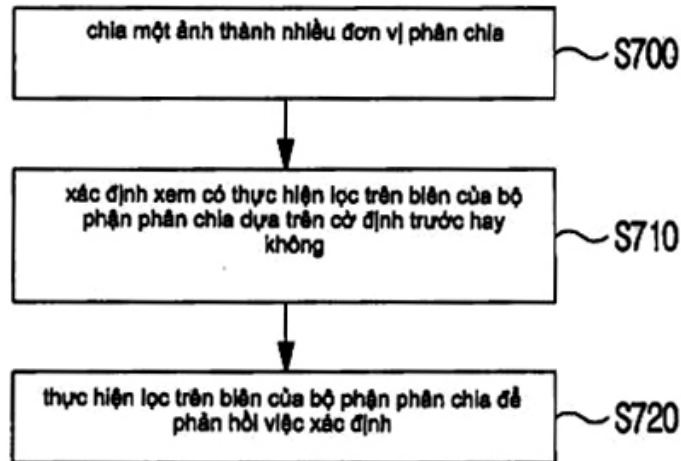 chia một ảnh thành nhiều đơn vị phân chia
S700
xác định xem có thực hiện lọc trên biên của bộ
phận phân chia dựa trên cờ định trước hay
không
S710
thực hiện lọc trên biên của bộ phận phân chia để
phản hồi việc xác định
S720